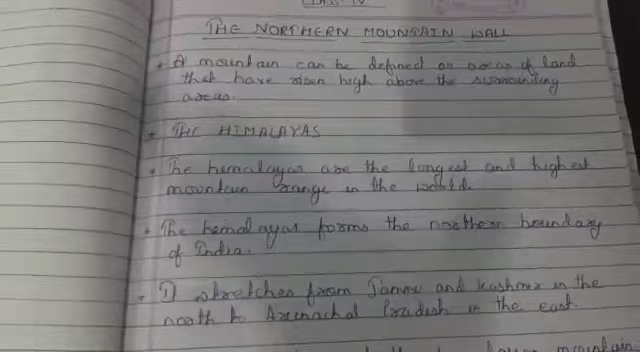 CLASS-IV
THE NORTHERN MOUNTAIN WALL
• A mountain can be defined as areas of land
that have risen high above the surrounding
areas.
• THE HIMALAYAS
• The himalayas are the longest and highest
mountain range in the world.
• The himalayas forms the northern boundary
of India.
• It stretches from Jammu and Kashmir in the
north to Arunachal Pradesh in the east.
mountain